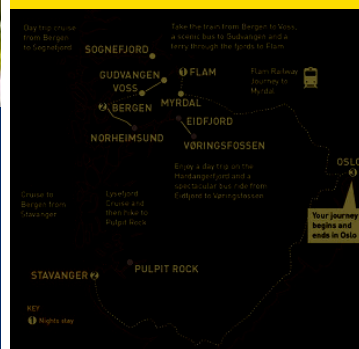 Day trip cruise
from Bergen
to Sognefjord
Take the train from Bergen to Voss,
a scenic bus to Gudvangen and a
ferry through the fjords to Flam
SOGNEFJORD
GUDVANGEN
VOSS
1 FLAM
Flam Railway
Journey to
Myrdal
2 BERGEN
MYRDAL
EIDFJORD
NORHEIMSUND
VØRINGSFOSSEN
Enjoy a day trip on the
Hardangerfjord and a
spectacular bus ride from
Eidfjord to Vøringsfossen
OSLO
3
Cruise to
Bergen from
Stavanger
Lysefjord
Cruise and
then hike to
Pulpit Rock
Your journey
begins and
ends in Oslo
STAVANGER 2
PULPIT ROCK
KEY
1 Nights stay